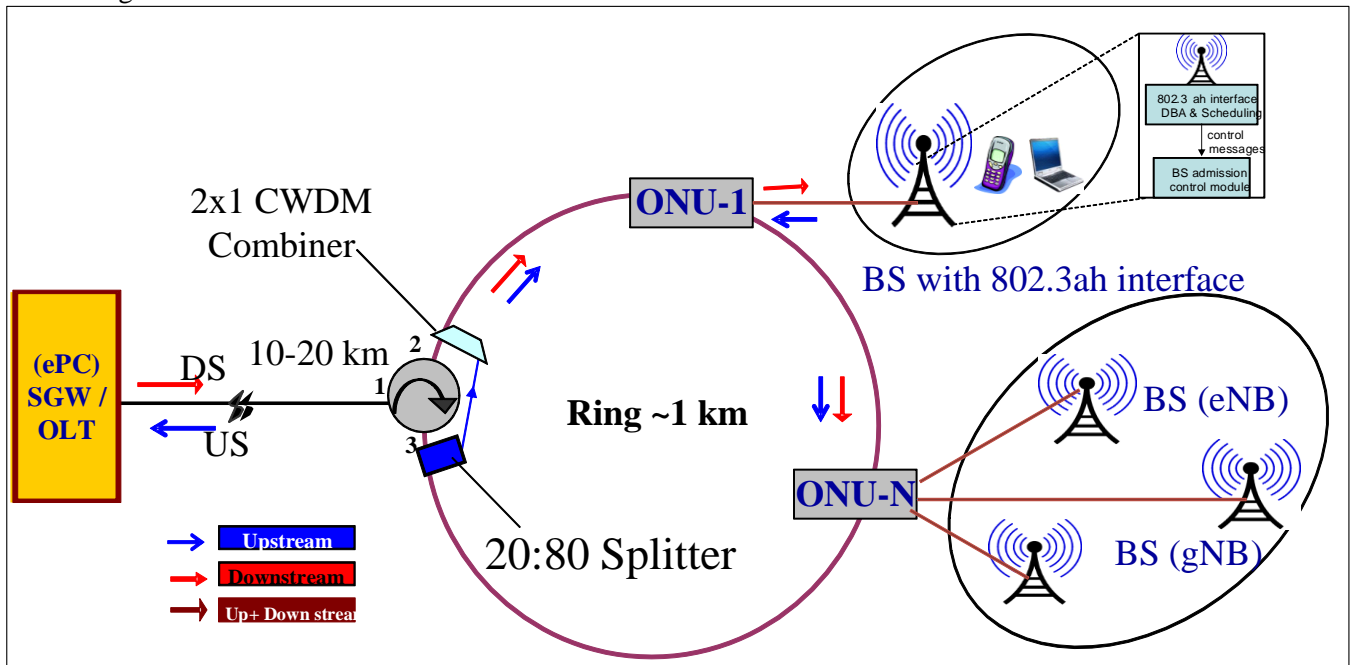 802.3 ah interface
DBA & Scheduling
control
messages
BS admission
control module
ONU-1
2x1 CWDM
Combiner
BS with 802.3ah interface
(ePC)
SGW /
OLT
DS
10-20 km
US
1
2
3
Ring ~1 km
BS (eNB)
ONU-N
BS (gNB)
20:80 Splitter
Upstream
Downstream
Up+ Down stream